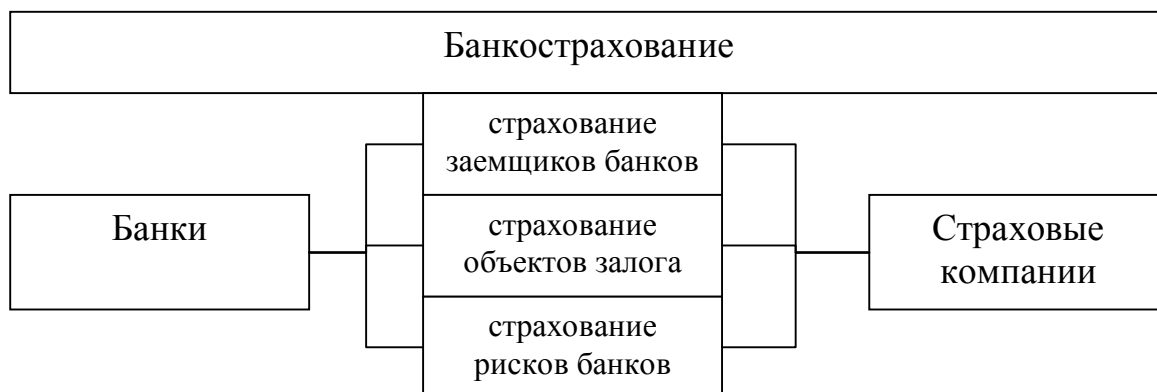 Банкострахование
страхование
заемщиков банков
Банки
страхование
объектов залога
Страховые
компании
страхование
рисков банков